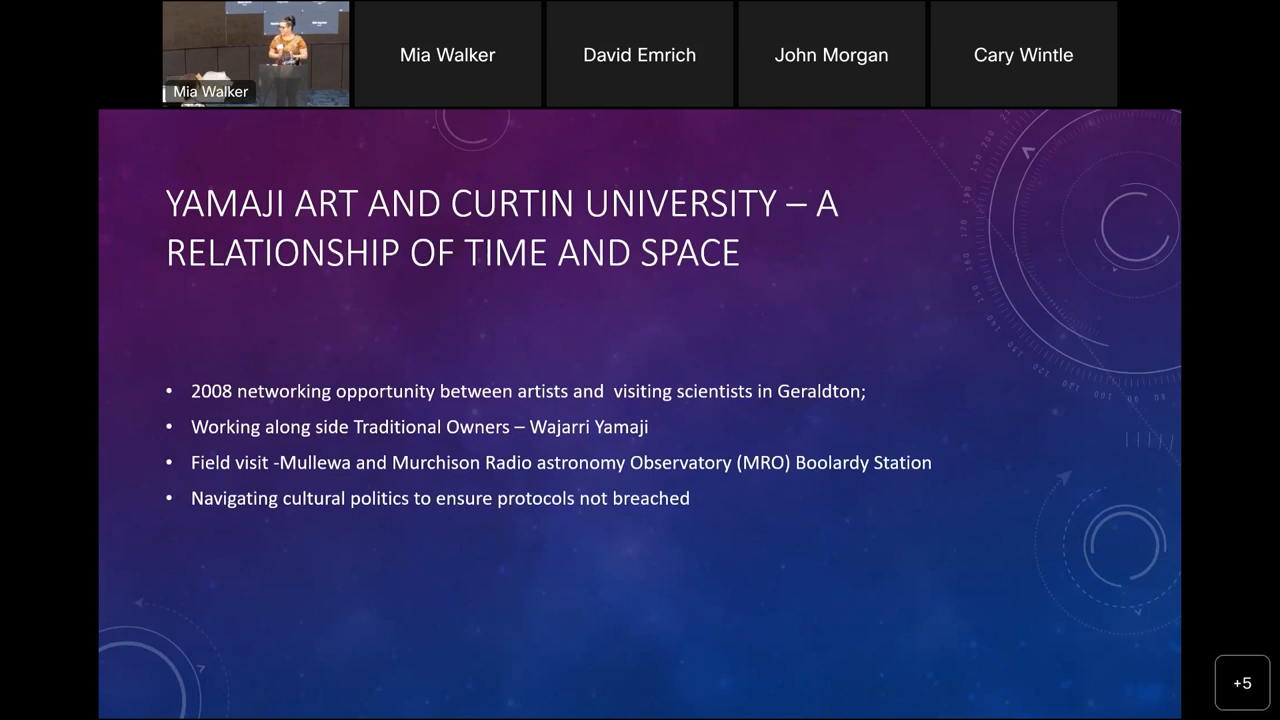 Mia Walker
Mia Walker
David Emrich
John Morgan
Cary Wintle
YAMAJI ART AND CURTIN UNIVERSITY – A
RELATIONSHIP OF TIME AND SPACE
• 2008 networking opportunity between artists and  visiting scientists in Geraldton;
• Working along side Traditional Owners – Wajarri Yamaji
• Field visit -Mullewa and Murchison Radio astronomy Observatory (MRO) Boolardy Station
• Navigating cultural politics to ensure protocols not breached
+5